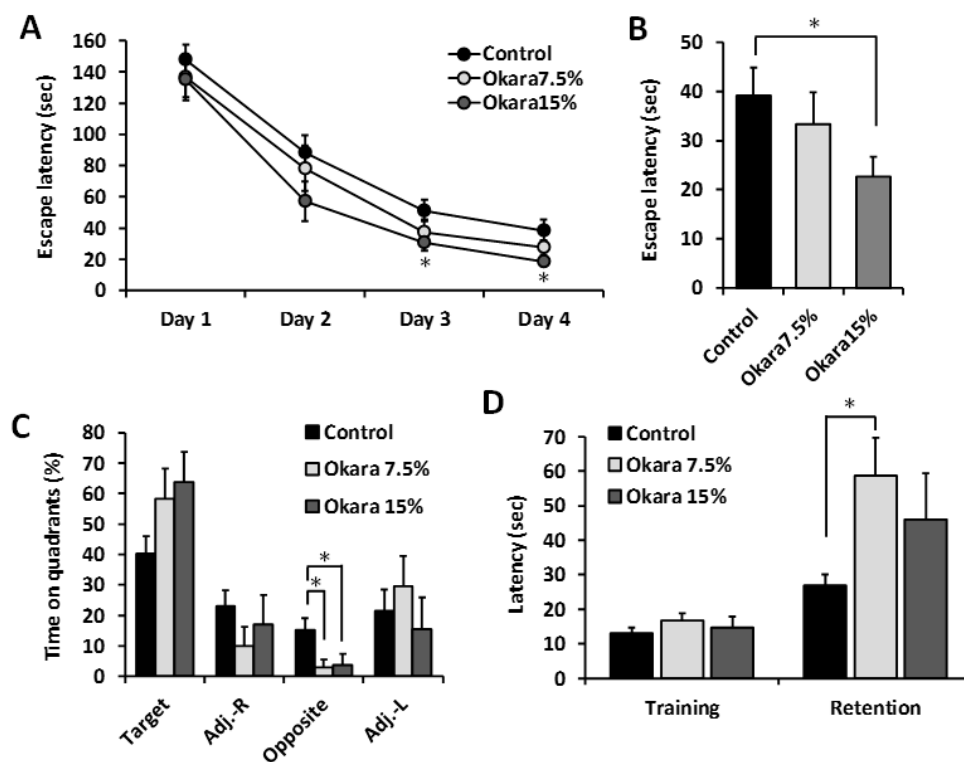 A
Escape latency (sec)
160
140
120
100
80
60
40
20
0
Control
Okara7.5%
Okara15%
*
*
Day 1
Day 2
Day 3
Day 4
B
Escape latency (sec)
50
40
30
20
10
0
*
Control
Okara7.5%
Okara15%
C
Time on quadrants (%)
80
70
60
50
40
30
20
10
0
Control
Okara 7.5%
Okara 15%
*
*
Target
Adj.-R
Opposite
Adj.-L
D
Latency (sec)
70
60
50
40
30
20
10
0
Control
Okara 7.5%
Okara 15%
*
Training
Retention